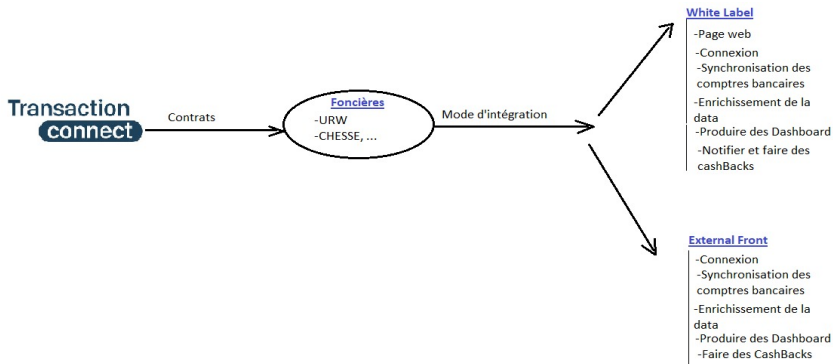 Transaction
connect
Contrats
Foncières
-URW
-CHESSE, ...
Mode d'intégration
White Label
-Page web
-Connexion
-Synchronisation des
comptres bancaires
-Enrichissement de la
data
-Produire des Dashboard
-Notifier et faire des
cashBacks
External Front
-Connexion
-Synchronisation des
comptres bancaires
-Enrichissement de la
data
-Produire des Dashboard
-Faire des CashBacks